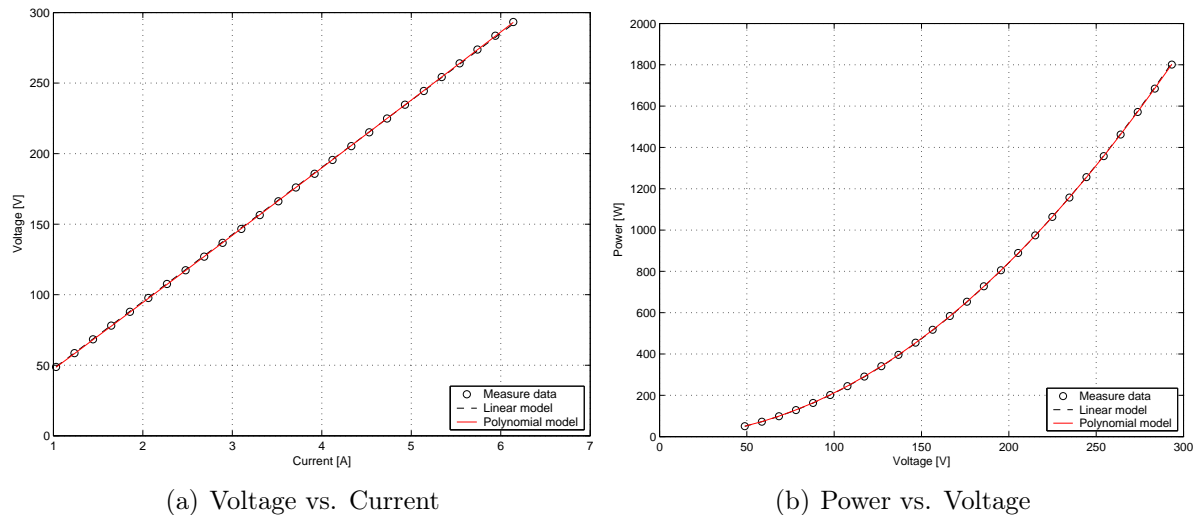 300
250
200
150
100
50
0
Voltage [V]
1 2 3 4 5 6 7
Current [A]
Measure data
Linear model
Polynomial model
(a) Voltage vs. Current
2000
1800
1600
1400
1200
1000
800
600
400
200
0
Power [W]
0 50 100 150 200 250 300
Voltage [V]
Measure data
Linear model
Polynomial model
(b) Power vs. Voltage